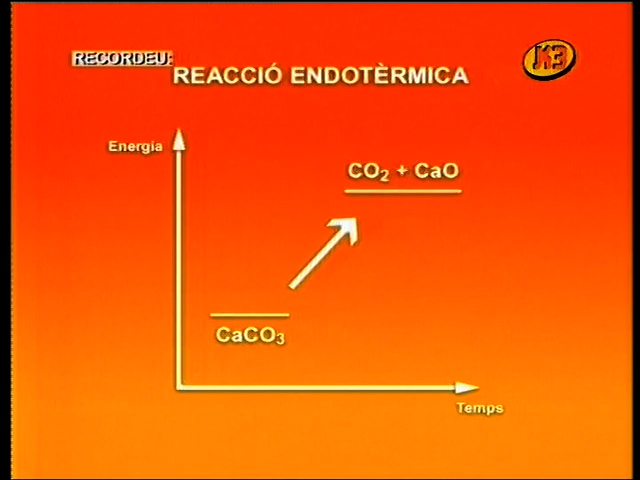 RECORDEU:
REACCIÓ ENDOTÈRMICA
K3
Energia
CO₂ + CaO
CaCO₃
Temps